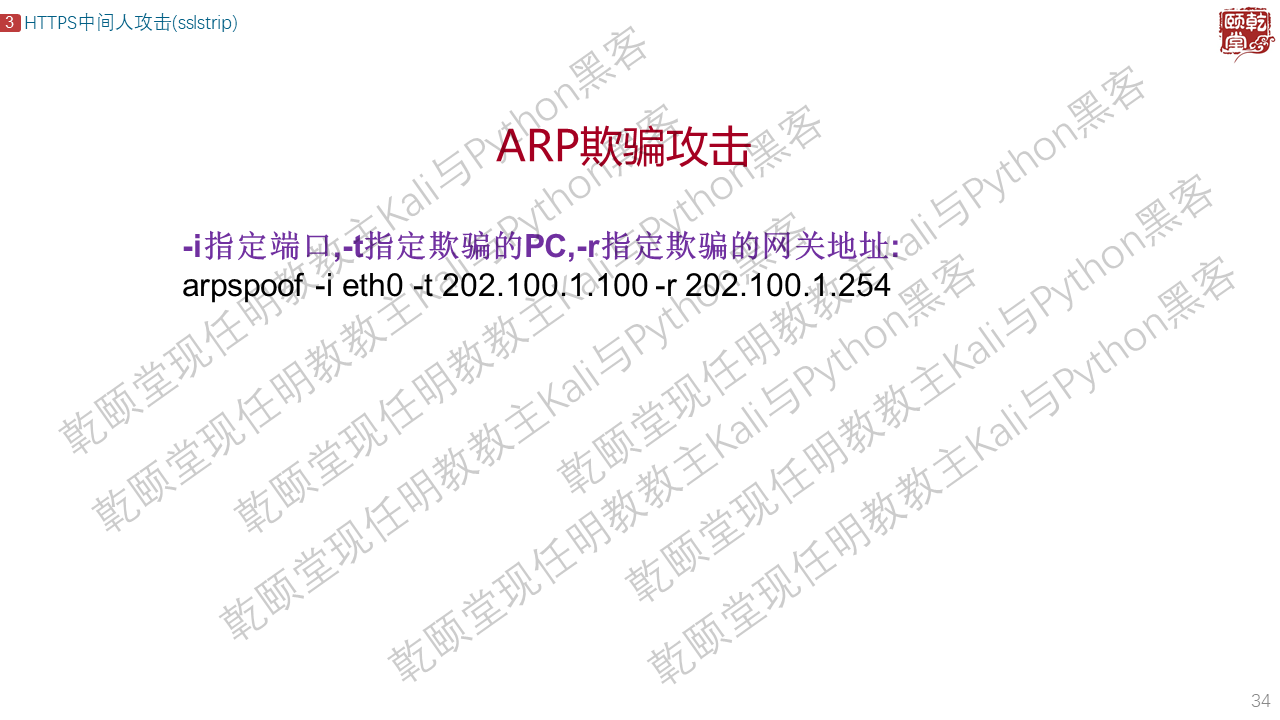 3 HTTPS中间人攻击(sslstrip)
乾颐堂
ARP欺骗攻击
-i指定端口,-t指定欺骗的PC,-r指定欺骗的网关地址:
arpspoof -i eth0 -t 202.100.1.100 -r 202.100.1.254
乾颐堂现任明教教主Kali与Python黑客
乾颐堂现任明教教主Kali与Python黑客
乾颐堂现任明教教主Kali与Python黑客
乾颐堂现任明教教主Kali与Python黑客
乾颐堂现任明教教主Kali与Python黑客
乾颐堂现任明教教主Kali与Python黑客
乾颐堂现任明教教主Kali与Python黑客
乾颐堂现任明教教主Kali与Python黑客
34